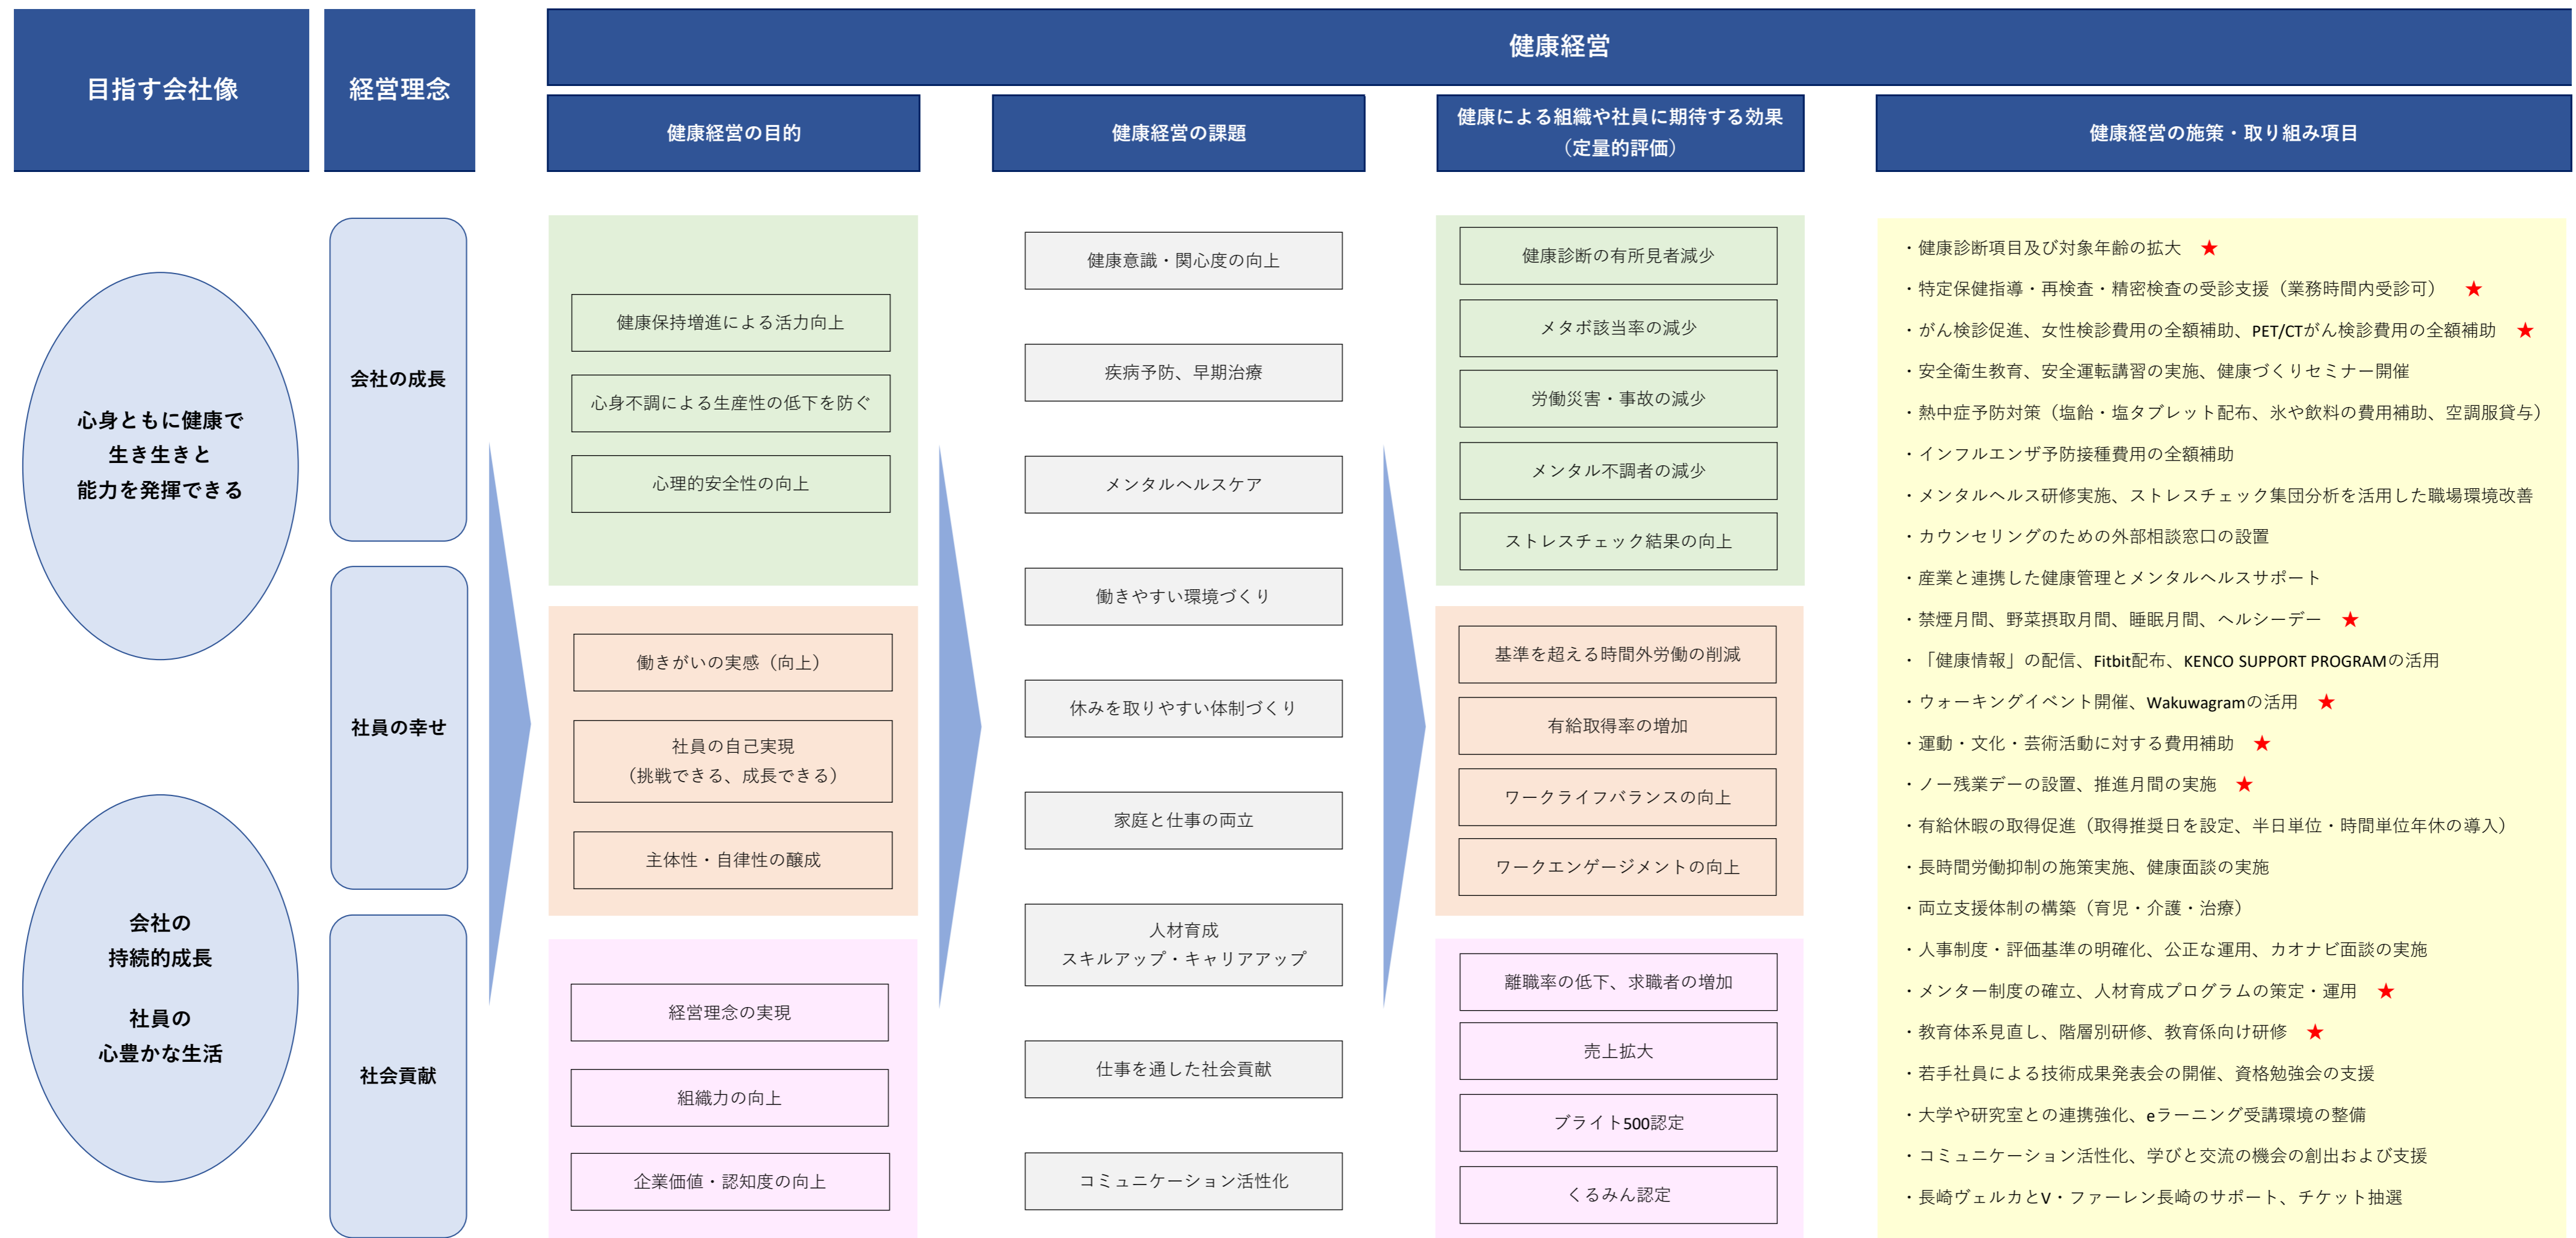 目指す会社像
経営理念
健康経営
健康経営の目的
健康経営の課題
健康による組織や社員に期待する効果
（定量的評価）
健康経営の施策・取り組み項目
心身ともに健康で
生き生きと
能力を発揮できる
会社の
持続的成長
社員の
心豊かな生活
会社の成長
社員の幸せ
社会貢献
健康保持増進による活力向上
心身不調による生産性の低下を防ぐ
心理的安全性の向上
働きがいの実感（向上）
社員の自己実現
（挑戦できる、成長できる）
主体性・自律性の醸成
経営理念の実現
組織力の向上
企業価値・認知度の向上
健康意識・関心度の向上
疾病予防、早期治療
メンタルヘルスケア
働きやすい環境づくり
休みを取りやすい体制づくり
家庭と仕事の両立
人材育成
スキルアップ・キャリアアップ
仕事を通した社会貢献
コミュニケーション活性化
健康診断の有所見者減少
メタボ該当率の減少
労働災害・事故の減少
メンタル不調者の減少
ストレスチェック結果の向上
基準を超える時間外労働の削減
有給取得率の増加
ワークライフバランスの向上
ワークエンゲージメントの向上
離職率の低下、求職者の増加
売上拡大
ブライト500認定
くるみん認定
・健康診断項目及び対象年齢の拡大 ★
・特定保健指導・再検査・精密検査の受診支援（業務時間内受診可） ★
・がん検診促進、女性検診費用の全額補助、PET/CTがん検診費用の全額補助 ★
・安全衛生教育、安全運転講習の実施、健康づくりセミナー開催
・熱中症予防対策（塩飴・塩タブレット配布、氷や飲料の費用補助、空調服貸与）
・インフルエンザ予防接種費用の全額補助
・メンタルヘルス研修実施、ストレスチェック集団分析を活用した職場環境改善
・カウンセリングのための外部相談窓口の設置
・産業と連携した健康管理とメンタルヘルスサポート
・禁煙月間、野菜摂取月間、睡眠月間、ヘルシーデー ★
・「健康情報」の配信、Fitbit配布、KENCO SUPPORT PROGRAMの活用
・ウォーキングイベント開催、Wakuwagramの活用 ★
・運動・文化・芸術活動に対する費用補助 ★
・ノー残業デーの設置、推進月間の実施 ★
・有給休暇の取得促進（取得推奨日を設定、半日単位・時間単位年休の導入）
・長時間労働抑制の施策実施、健康面談の実施
・両立支援体制の構築（育児・介護・治療）
・人事制度・評価基準の明確化、公正な運用、カオナビ面談の実施
・メンター制度の確立、人材育成プログラムの策定・運用 ★
・教育体系見直し、階層別研修、教育係向け研修 ★
・若手社員による技術成果発表会の開催、資格勉強会の支援
・大学や研究室との連携強化、eラーニング受講環境の整備
・コミュニケーション活性化、学びと交流の機会の創出および支援
・長崎ヴェルカとV・ファーレン長崎のサポート、チケット抽選